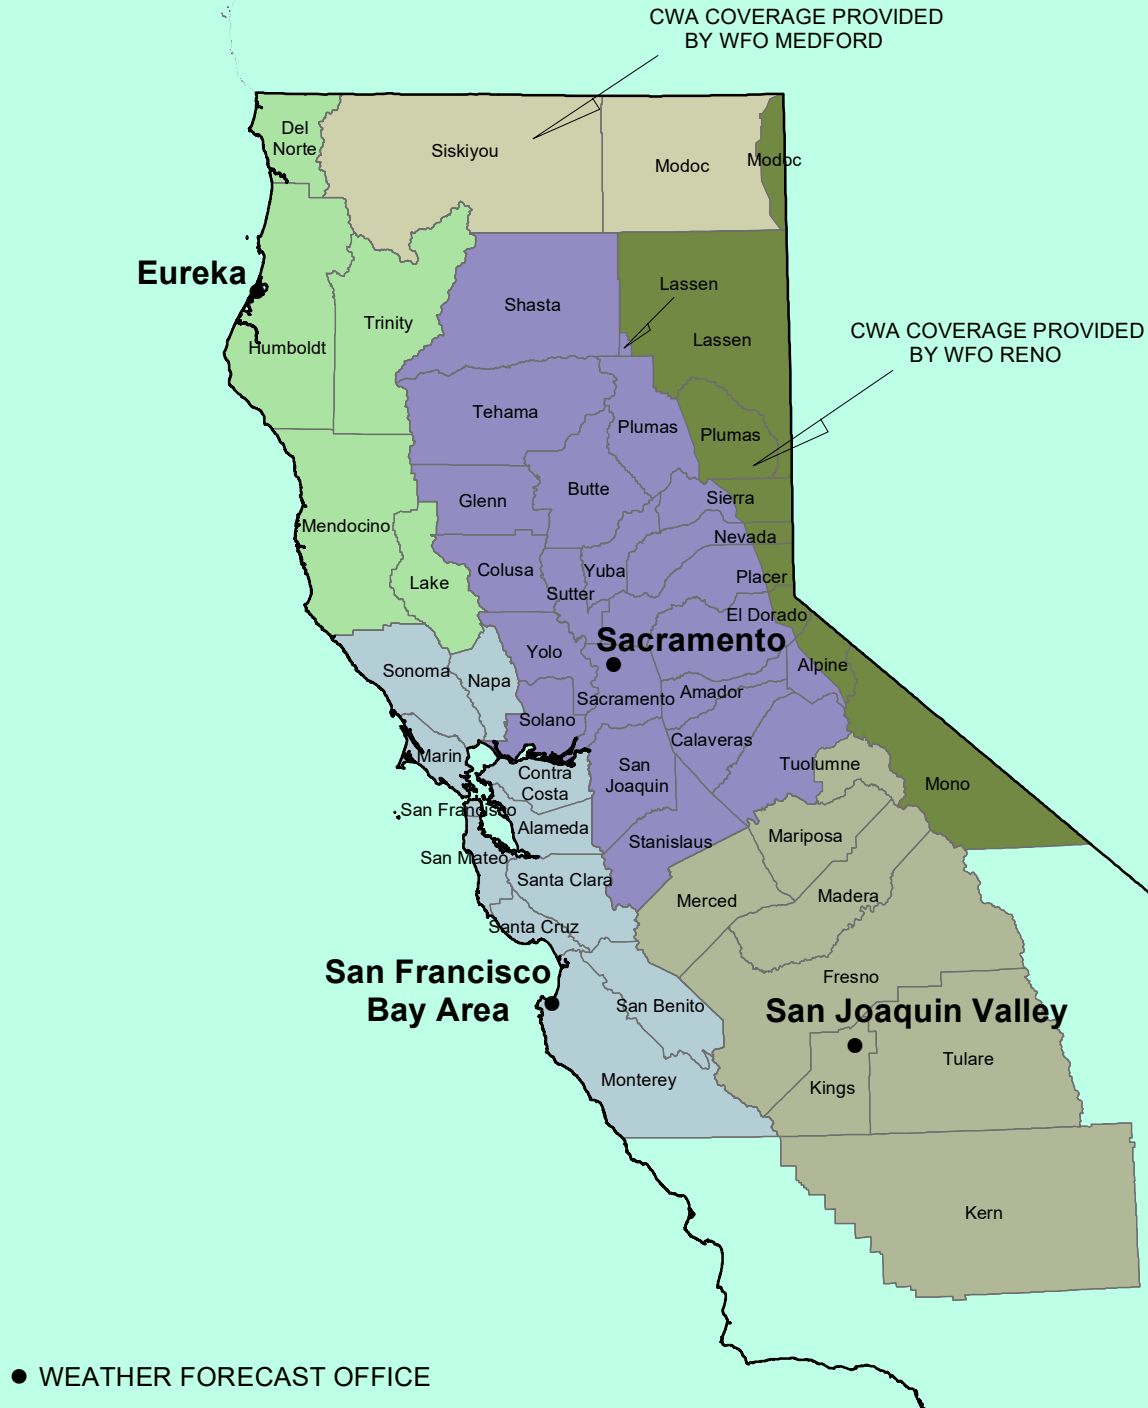 CWA COVERAGE PROVIDED
BY WFO MEDFORD
Del
Norte
Siskiyou
Modoc
Modoc
Eureka
Humboldt
Trinity
Shasta
Lassen
Lassen
CWA COVERAGE PROVIDED
BY WFO RENO
Tehama
Plumas
Plumas
Glenn
Butte
Sierra
Mendocino
Nevada
Lake
Colusa
Yuba
Sutter
Placer
El Dorado
Sacramento
Sonoma
Napa
Yolo
Alpine
Sacramento
Amador
Solano
Calaveras
Marin
Contra
Costa
San
Joaquin
Tuolumne
Mono
San Francisco
Alameda
Stanislaus
Mariposa
San Mateo
Santa Clara
Merced
Madera
Santa Cruz
San Francisco
Bay Area
San Benito
Fresno
San Joaquin Valley
Monterey
Kings
Tulare
Kern
WEATHER FORECAST OFFICE